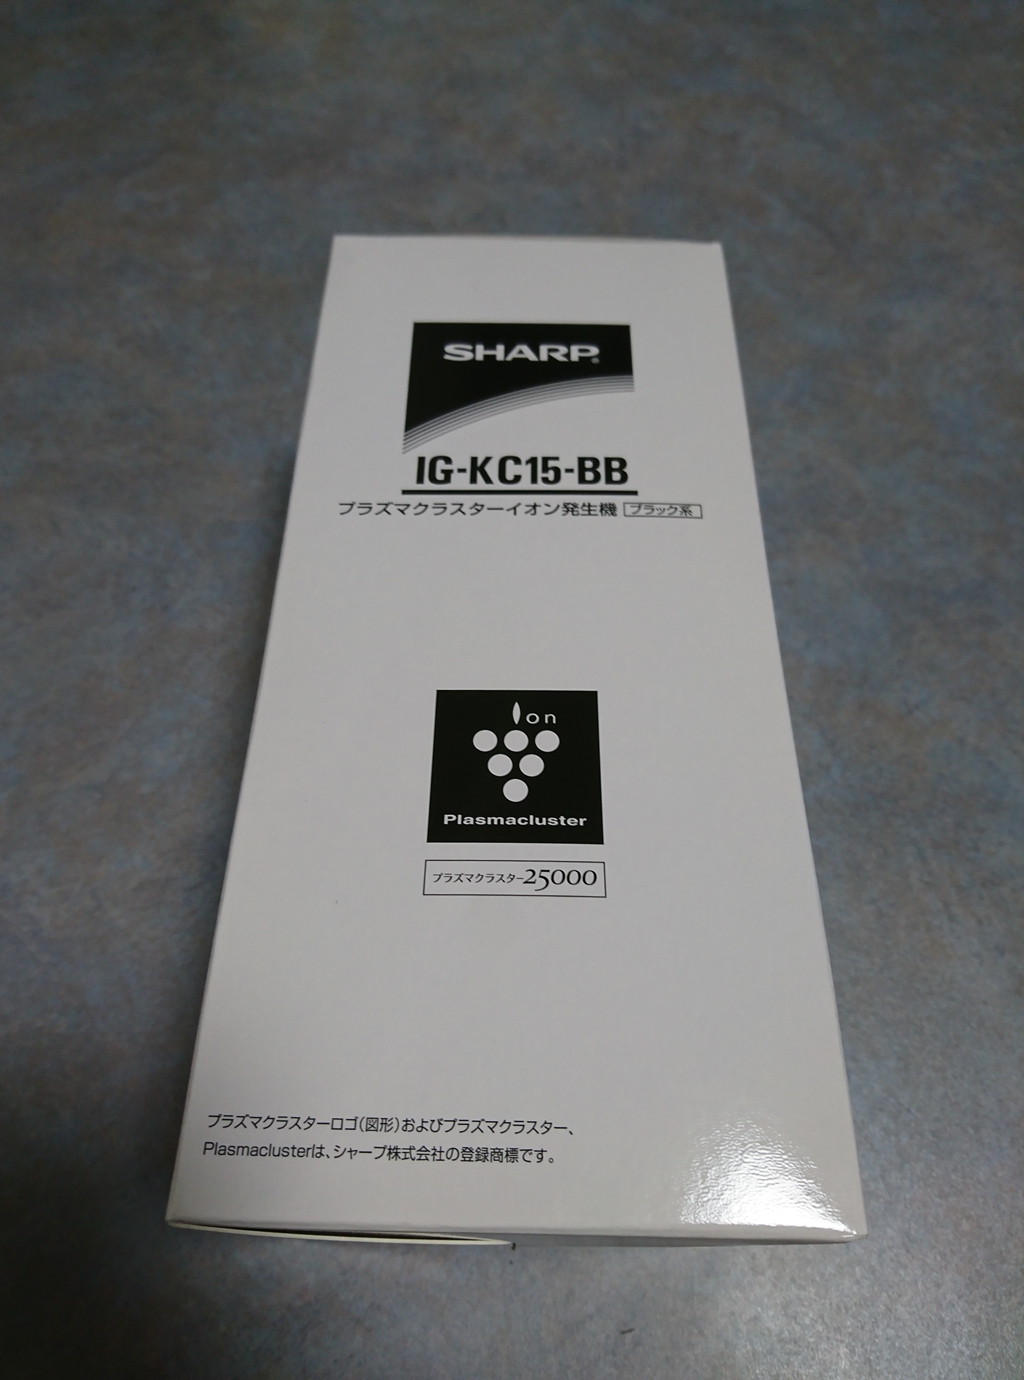 SHARP®
IG-KC15-BB
プラズマクラスターイオン発生機 ブラック系
Ion
Plasmacluster
プラズマクラスター25000
プラズマクラスターロゴ(図形)およびプラズマクラスター、
Plasmaclusterは、シャープ株式会社の登録商標です。